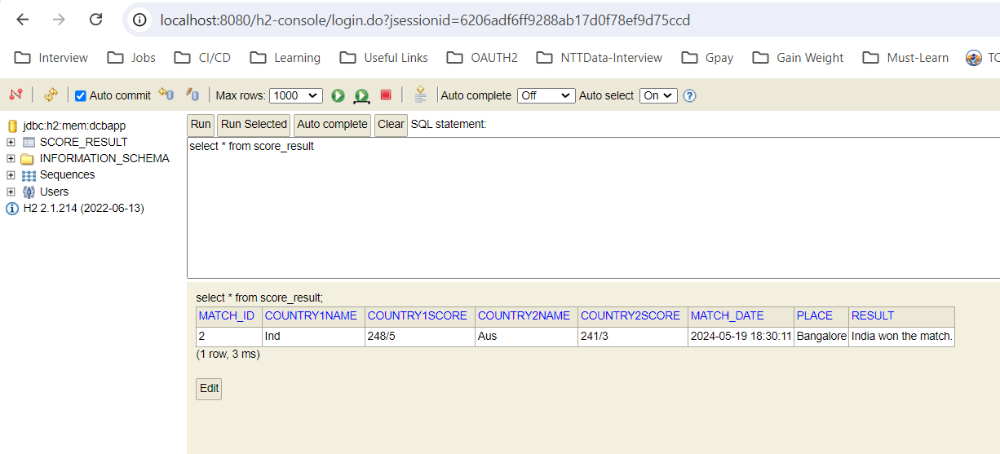 localhost:8080/h2-console/login.do?jsessionid=6206adf6ff9288ab17d0f78ef9d75ccd
Interview Jobs CI/CD Learning Useful Links OAUTH2 NTTData-Interview Gpay Gain Weight Must-Learn TC
Auto commit Max rows: 1000 Auto complete Off Auto select On
jdbc:h2:mem:dcbapp
SCORE_RESULT
INFORMATION_SCHEMA
Sequences
Users
H2 2.1.214 (2022-06-13)
Run Run Selected Auto complete Clear SQL statement:
select * from score_result
select * from score_result;
MATCH_ID COUNTRY1NAME COUNTRY1SCORE COUNTRY2NAME COUNTRY2SCORE MATCH_DATE PLACE RESULT
2 Ind 248/5 Aus 241/3 2024-05-19 18:30:11 Bangalore India won the match.
(1 row, 3 ms)
Edit